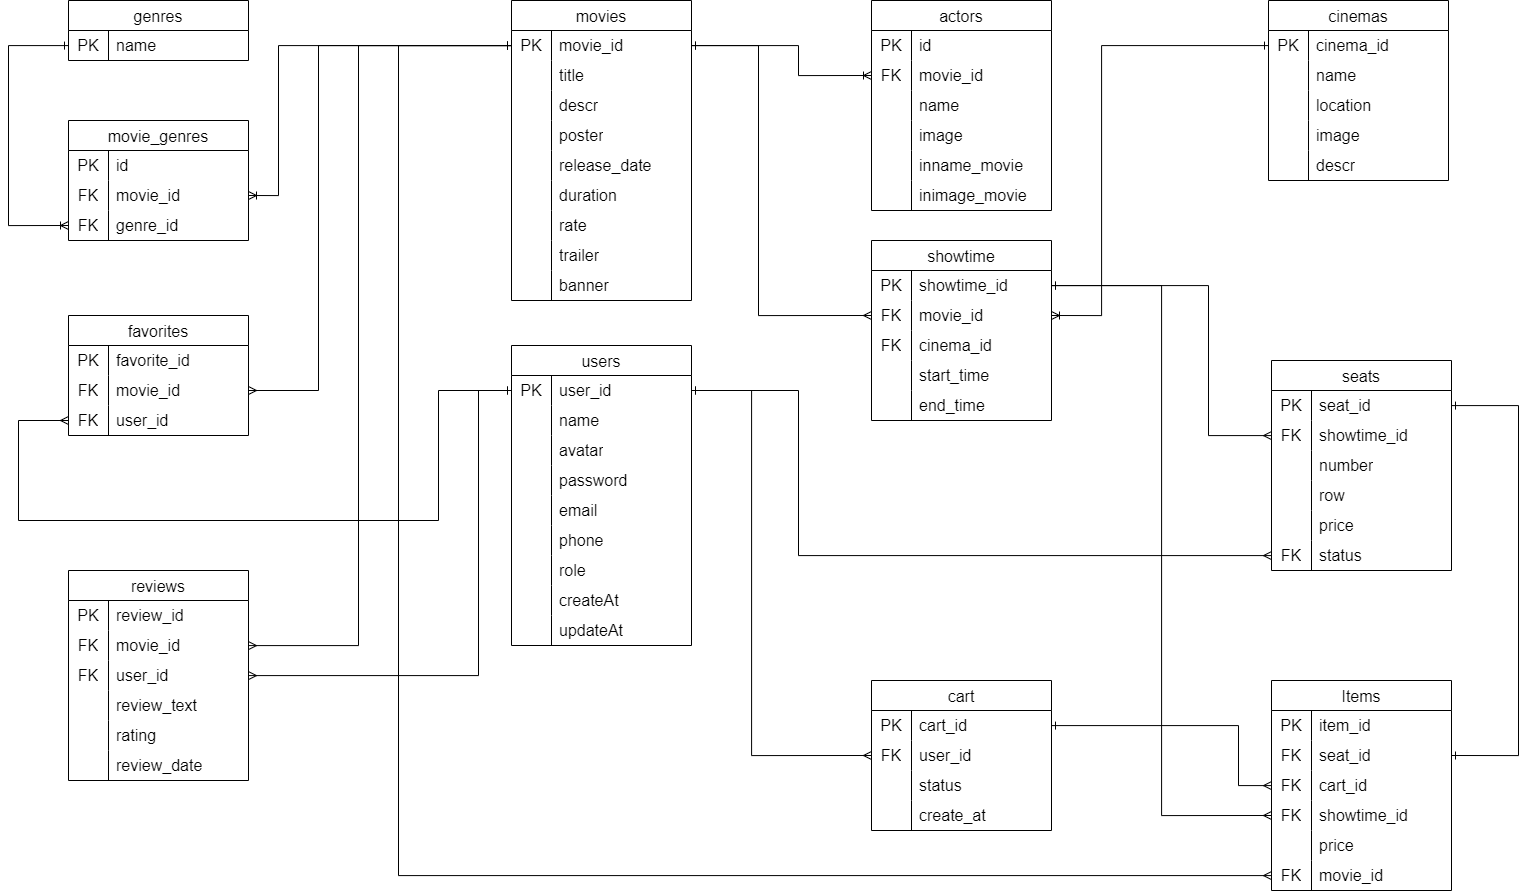 genres
PK name
movie_genres
PK id
FK movie_id
FK genre_id
favorites
PK favorite_id
FK movie_id
FK user_id
reviews
PK review_id
FK movie_id
FK user_id
review_text
rating
review_date
movies
PK movie_id
title
descr
poster
release_date
duration
rate
trailer
banner
users
PK user_id
name
avatar
password
email
phone
role
createAt
updateAt
actors
PK id
FK movie_id
name
image
inname_movie
inimage_movie
showtime
PK showtime_id
FK movie_id
FK cinema_id
start_time
end_time
cart
PK cart_id
FK user_id
status
create_at
cinemas
PK cinema_id
name
location
image
descr
seats
PK seat_id
FK showtime_id
number
row
price
FK status
Items
PK item_id
FK seat_id
FK cart_id
FK showtime_id
price
FK movie_id